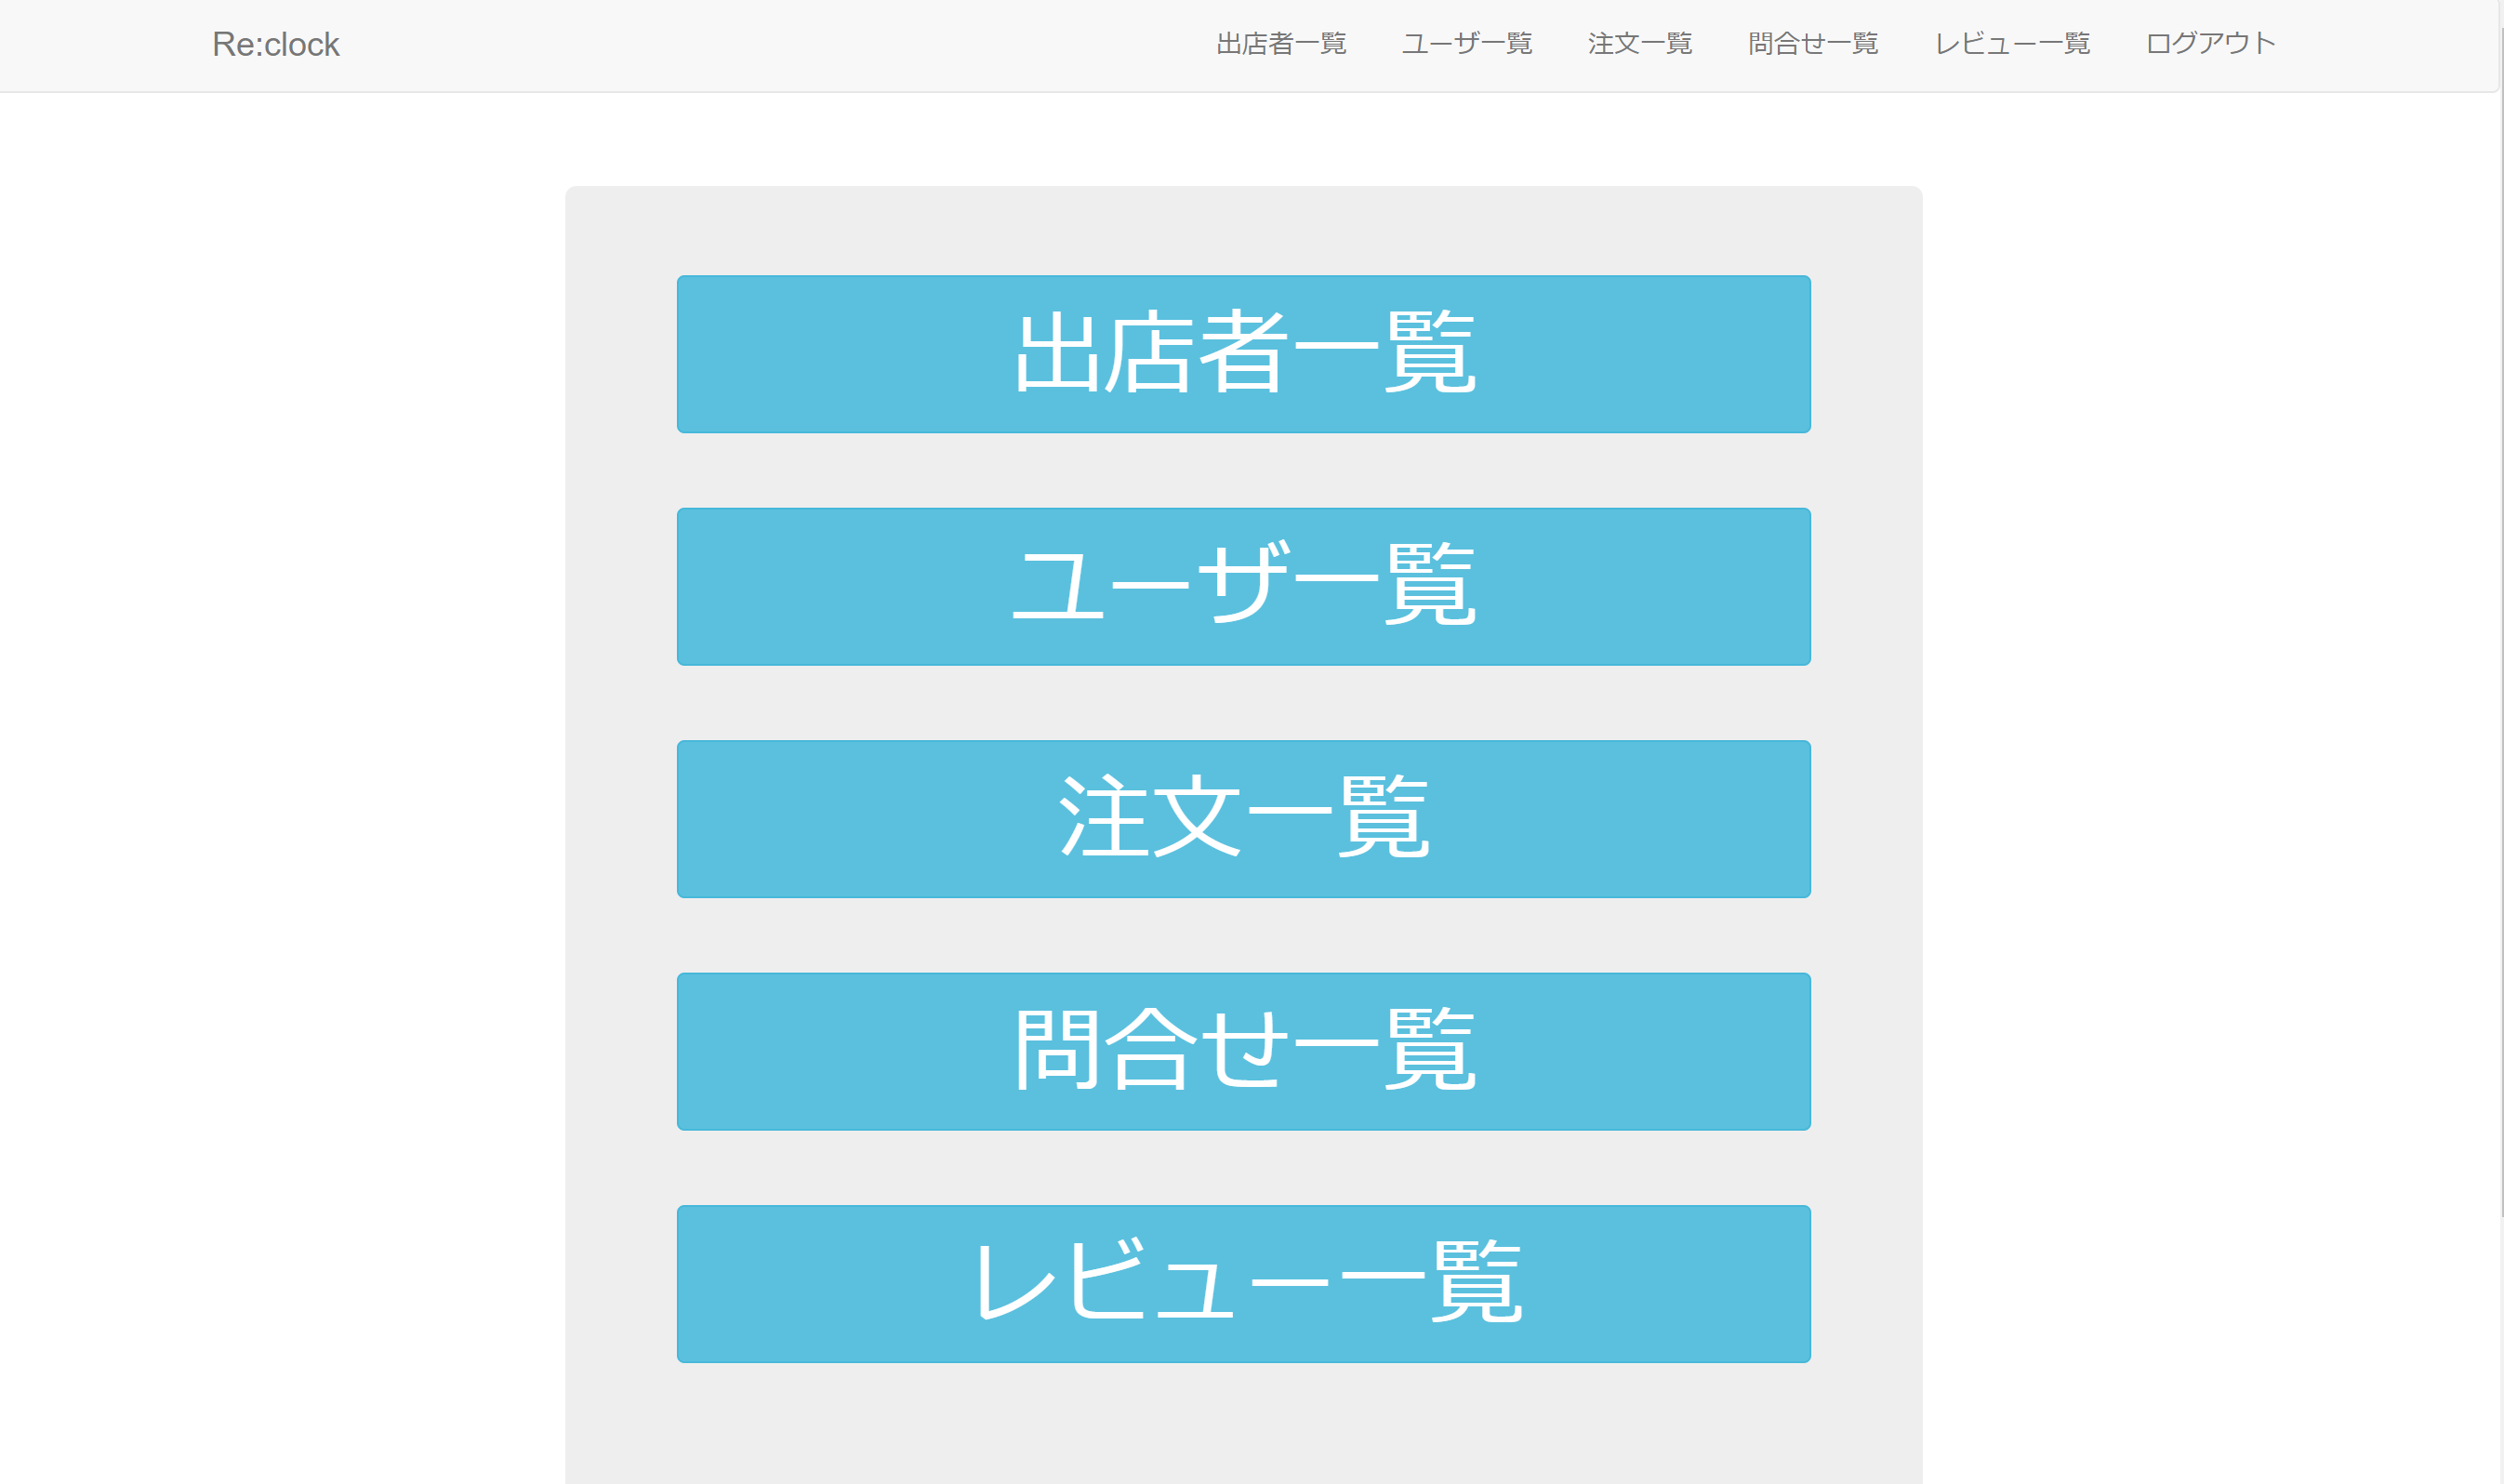 Re:clock 出店者一覧 ユーザ一覧 注文一覧 問合せ一覧 レビュー一覧 ログアウト
出店者一覧
ユーザ一覧
注文一覧
問合せ一覧
レビュー一覧